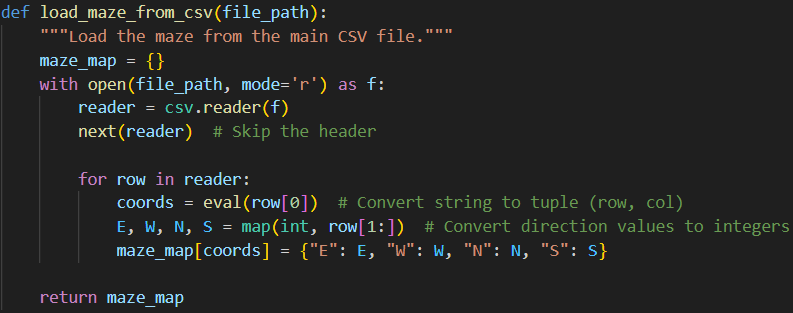 def load_maze_from_csv(file_path):
    """Load the maze from the main CSV file."""
    maze_map = {}
    with open(file_path, mode='r') as f:
        reader = csv.reader(f)
        next(reader)  # Skip the header

        for row in reader:
            coords = eval(row[0])  # Convert string to tuple (row, col)
            E, W, N, S = map(int, row[1:])  # Convert direction values to integers
            maze_map[coords] = {"E": E, "W": W, "N": N, "S": S}

    return maze_map